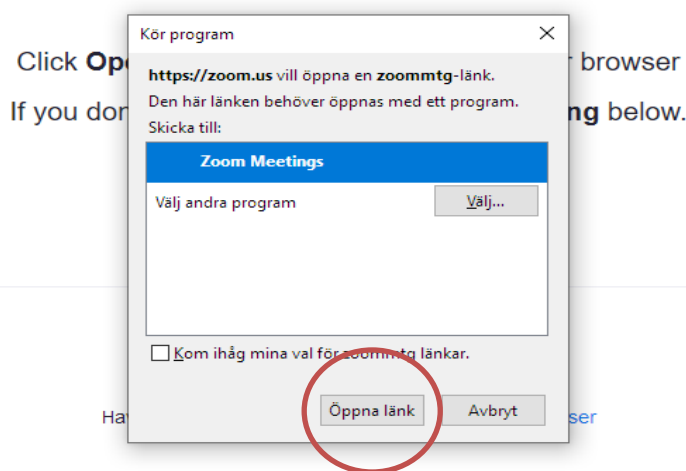 Kör program
Click Ope
r browser
https://zoom.us vill öppna en zoommtg-länk.
Den här länken behöver öppnas med ett program.
If you don
ng below.
Skicka till:
Zoom Meetings
Välj andra program
Välj...
Kom ihåg mina val för zoommtg länkar.
Öppna länk
Avbryt
Ha
ser